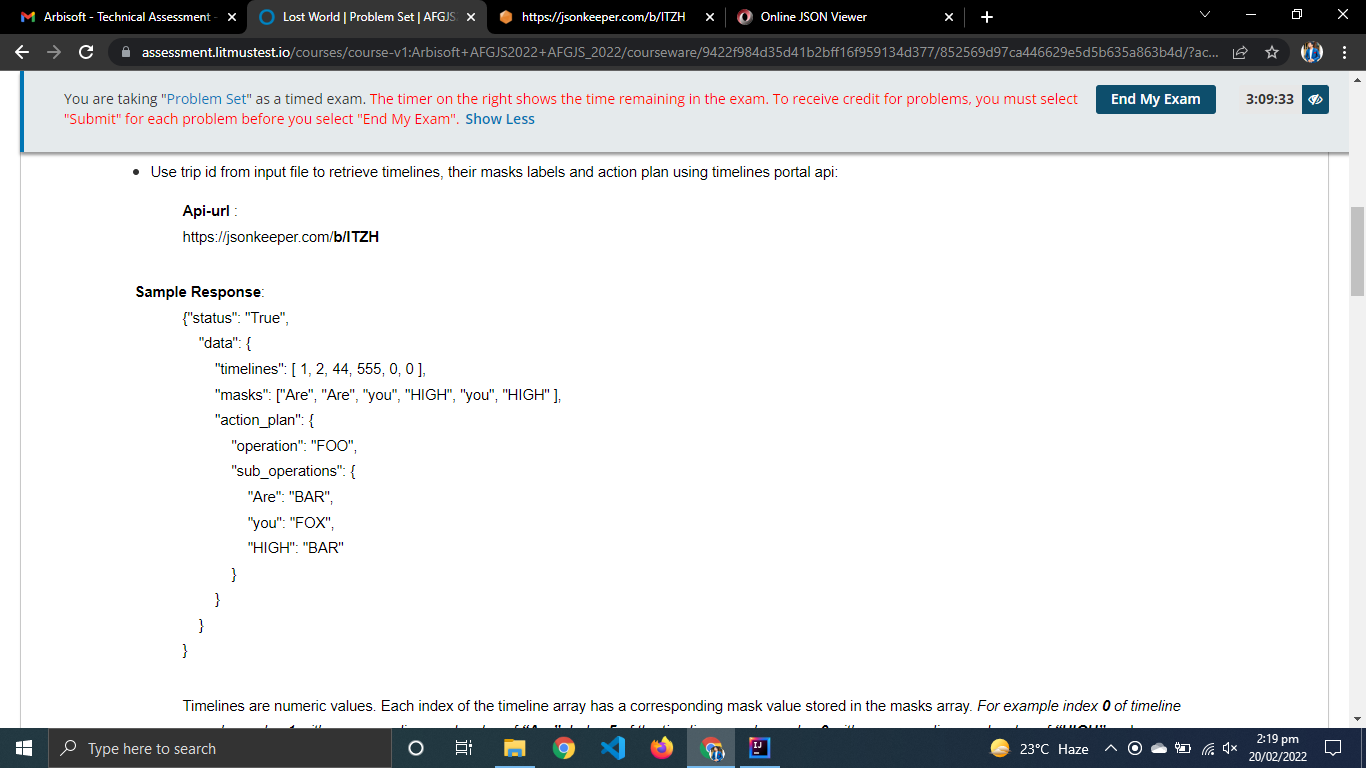 Arbisoft - Technical Assessment -
Lost World | Problem Set | AFGJS
https://jsonkeeper.com/b/ITZH
Online JSON Viewer
assessment.litmustest.io/courses/course-v1:Arbisoft+AFGJS2022+AFGJS_2022/courseware/9422f984d35d41b2bff16f959134d377/852569d97ca446629e5d5b635a863b4d/?ac...
You are taking "Problem Set" as a timed exam. The timer on the right shows the time remaining in the exam. To receive credit for problems, you must select
"Submit" for each problem before you select "End My Exam". Show Less
End My Exam
3:09:33
• Use trip id from input file to retrieve timelines, their masks labels and action plan using timelines portal api:
Api-url :
https://jsonkeeper.com/b/ITZH
Sample Response:
{"status": "True",
"data": {
"timelines": [ 1, 2, 44, 555, 0, 0 ],
"masks": ["Are", "Are", "you", "HIGH", "you", "HIGH" ],
"action_plan": {
"operation": "FOO",
"sub_operations": {
"Are": "BAR",
"you": "FOX",
"HIGH": "BAR"
}
}
}
}
Timelines are numeric values. Each index of the timeline array has a corresponding mask value stored in the masks array. For example index 0 of timeline
Type here to search
23°C Haze
2:19 pm
20/02/2022